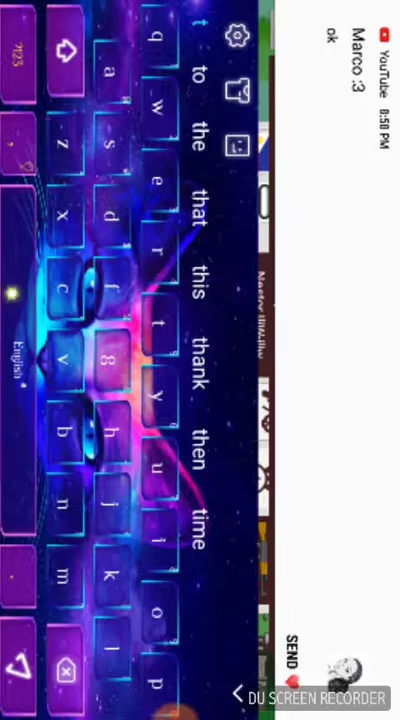 YouTube 8:50 PM
Marco :3
ok
SEND
t to the that this thank then time
q w e r t y u i o p
a s d f g h j k l
z x c v b n m
?123 , English .
DU SCREEN RECORDER